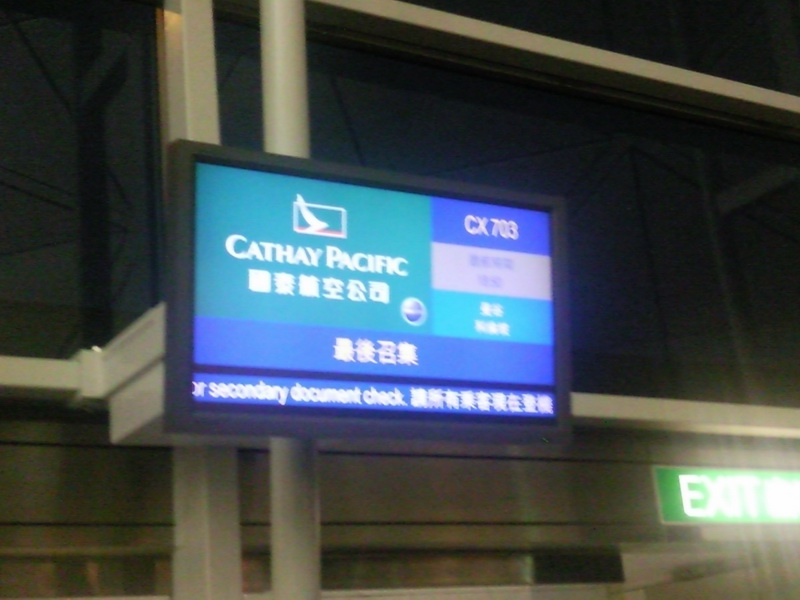 CX 703
CATHAY PACIFIC
國泰航空公司
最後召集
or secondary document check. 請所有乘客現在登機
EXIT